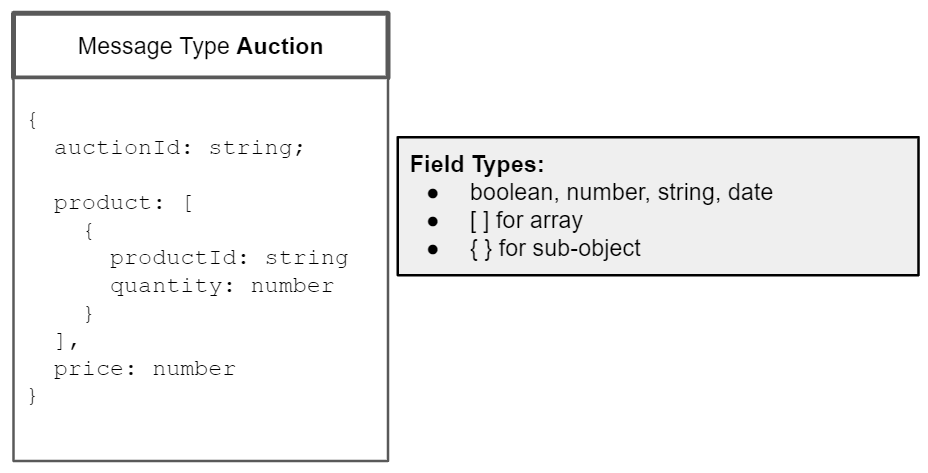 Message Type Auction
{
  auctionId: string;
  product: [
    {
      productId: string
      quantity: number
    }
  ],
  price: number
}
Field Types:
● boolean, number, string, date
● [ ] for array
● { } for sub-object